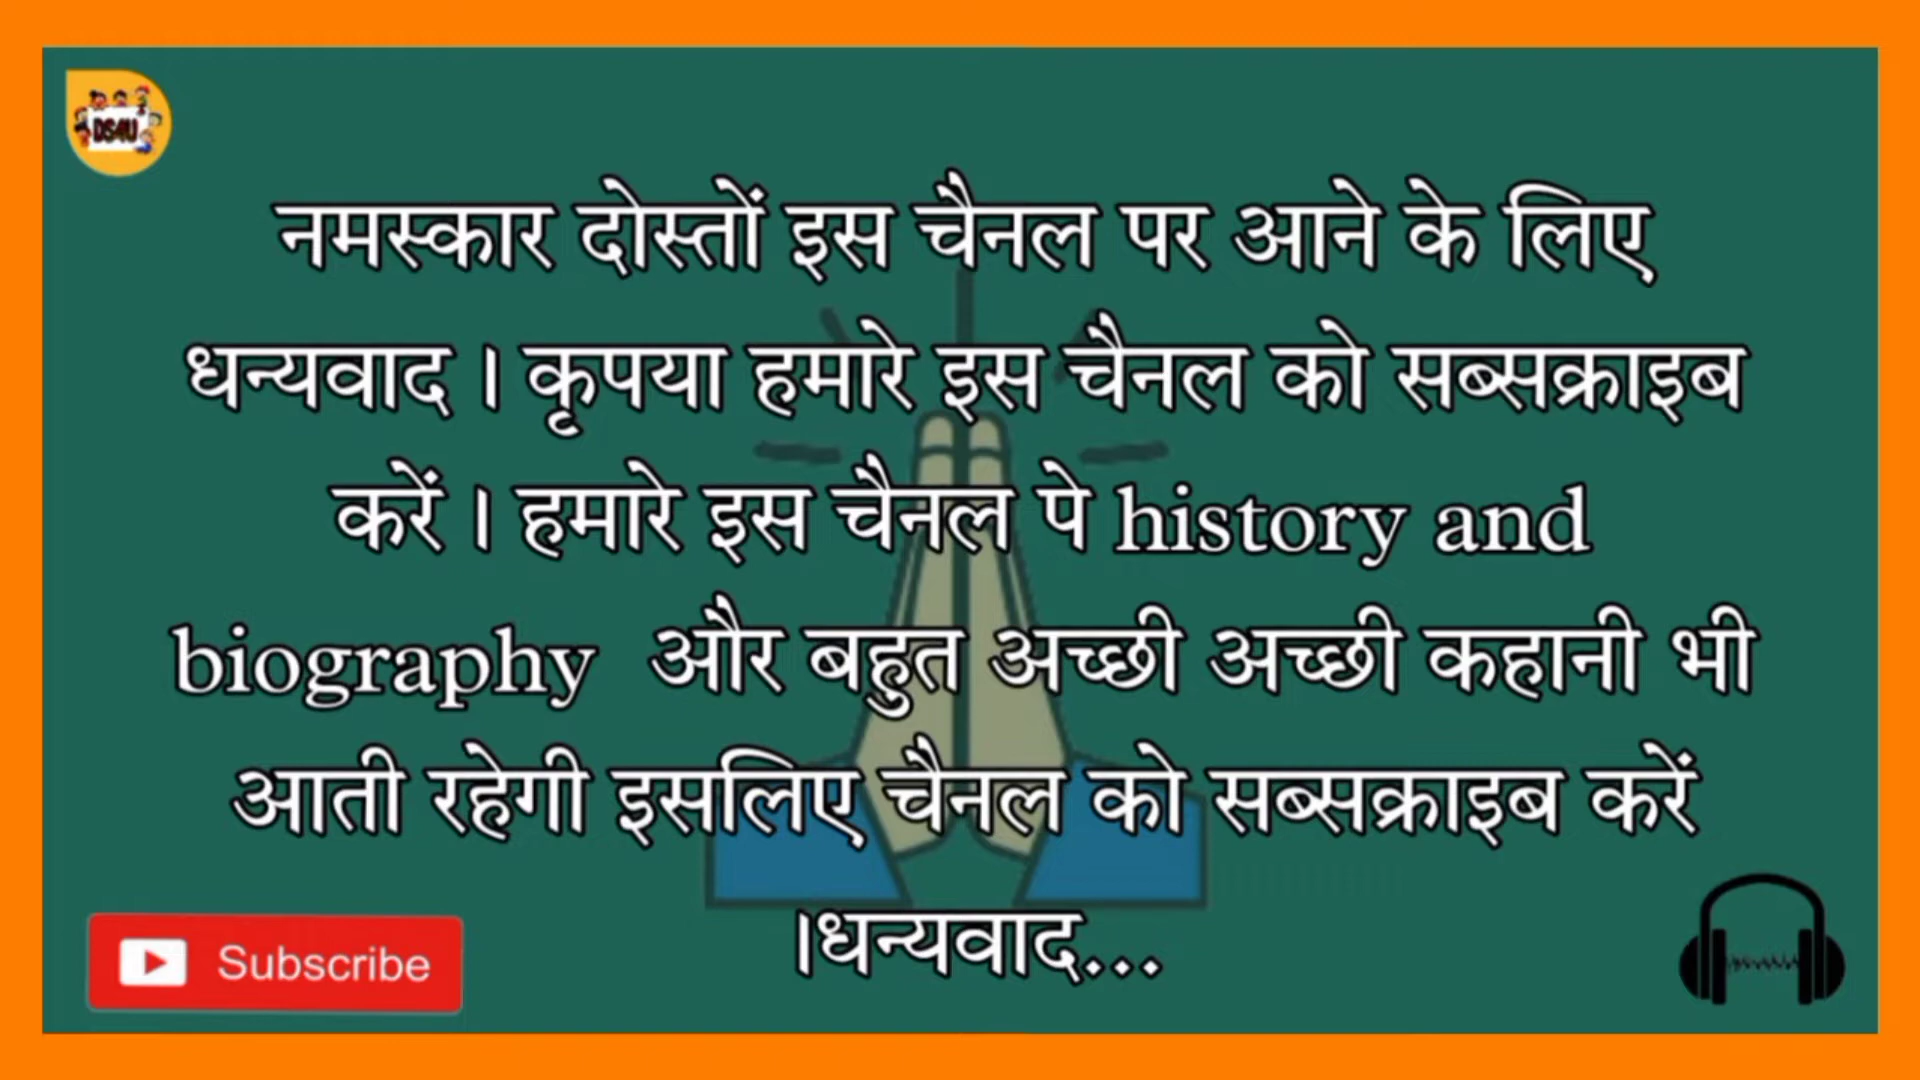 DS4U
नमस्कार दोस्तों इस चैनल पर आने के लिए
धन्यवाद । कृपया हमारे इस चैनल को सब्सक्राइब
करें । हमारे इस चैनल पे history and
biography और बहुत अच्छी अच्छी कहानी भी
आती रहेगी इसलिए चैनल को सब्सक्राइब करें
।धन्यवाद...
Subscribe